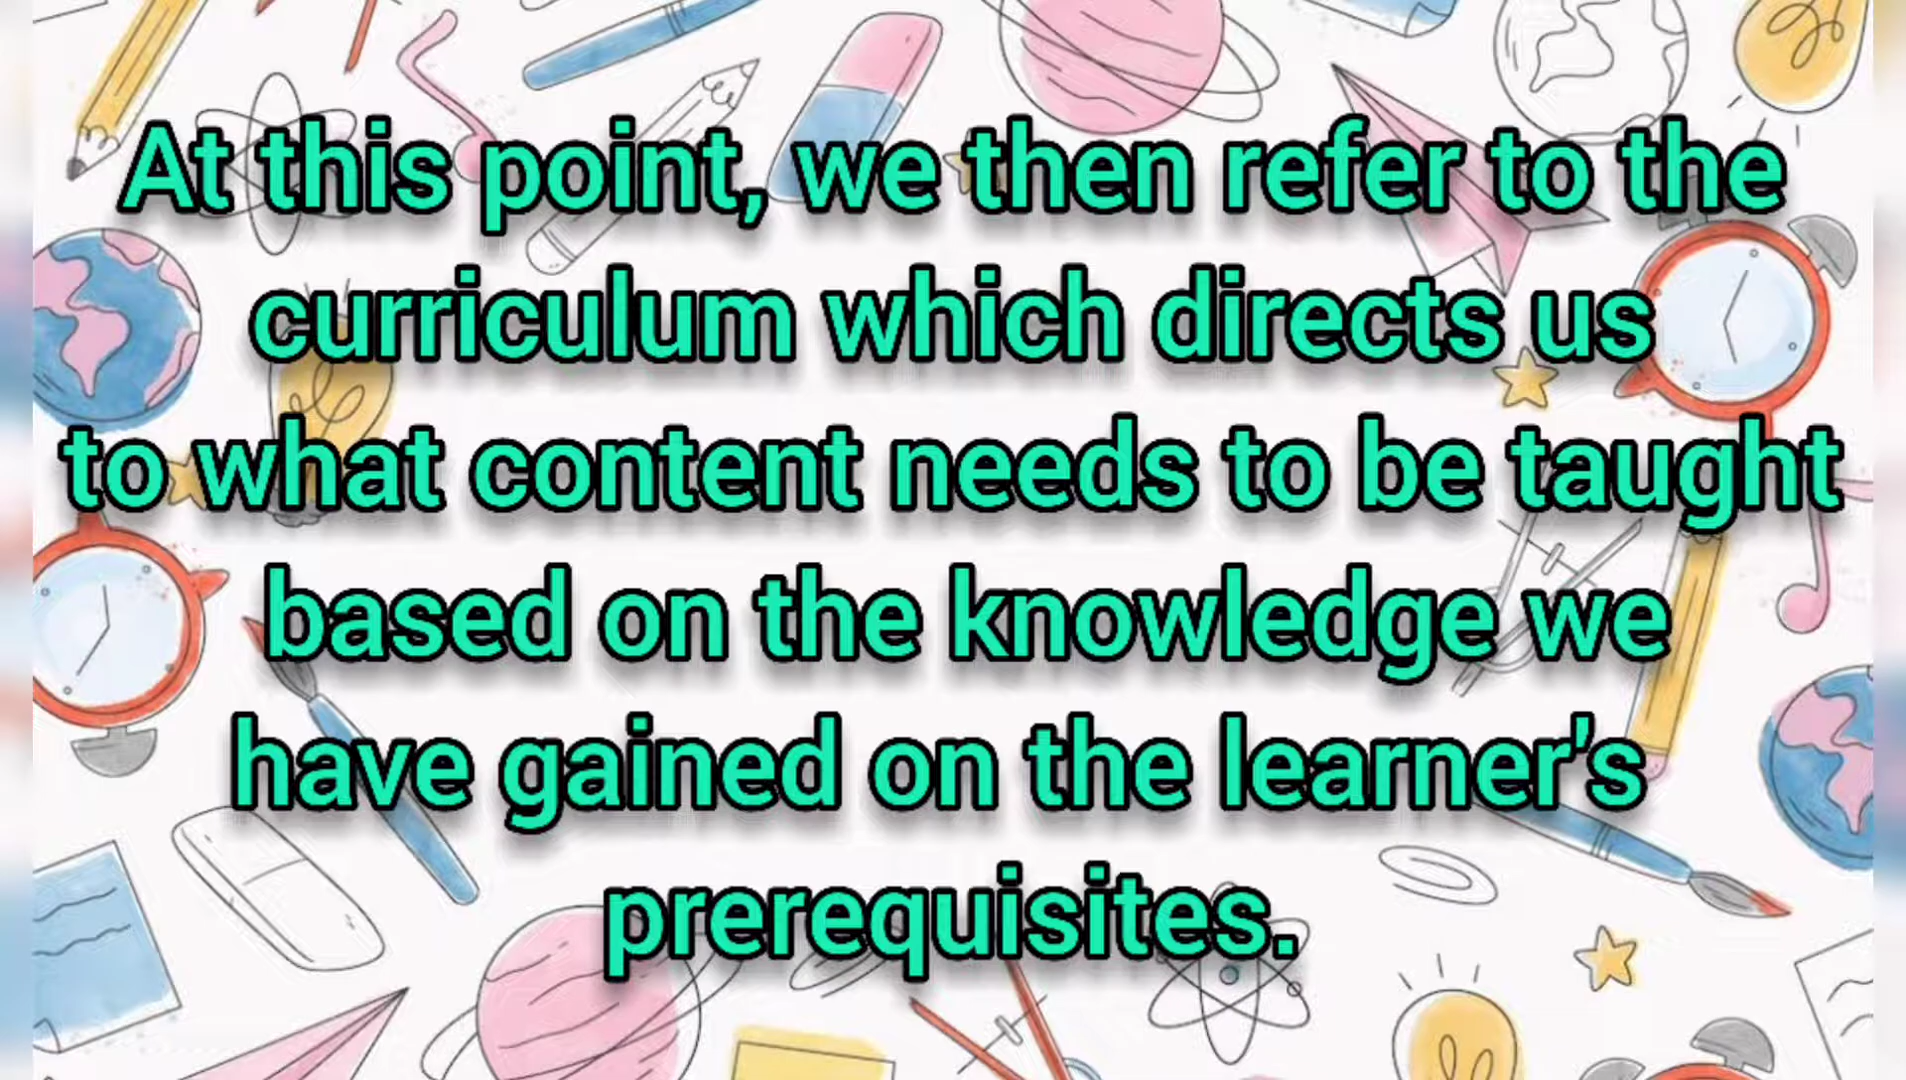 At this point, we then refer to the
curriculum which directs us
to what content needs to be taught
based on the knowledge we
have gained on the learner's
prerequisites.